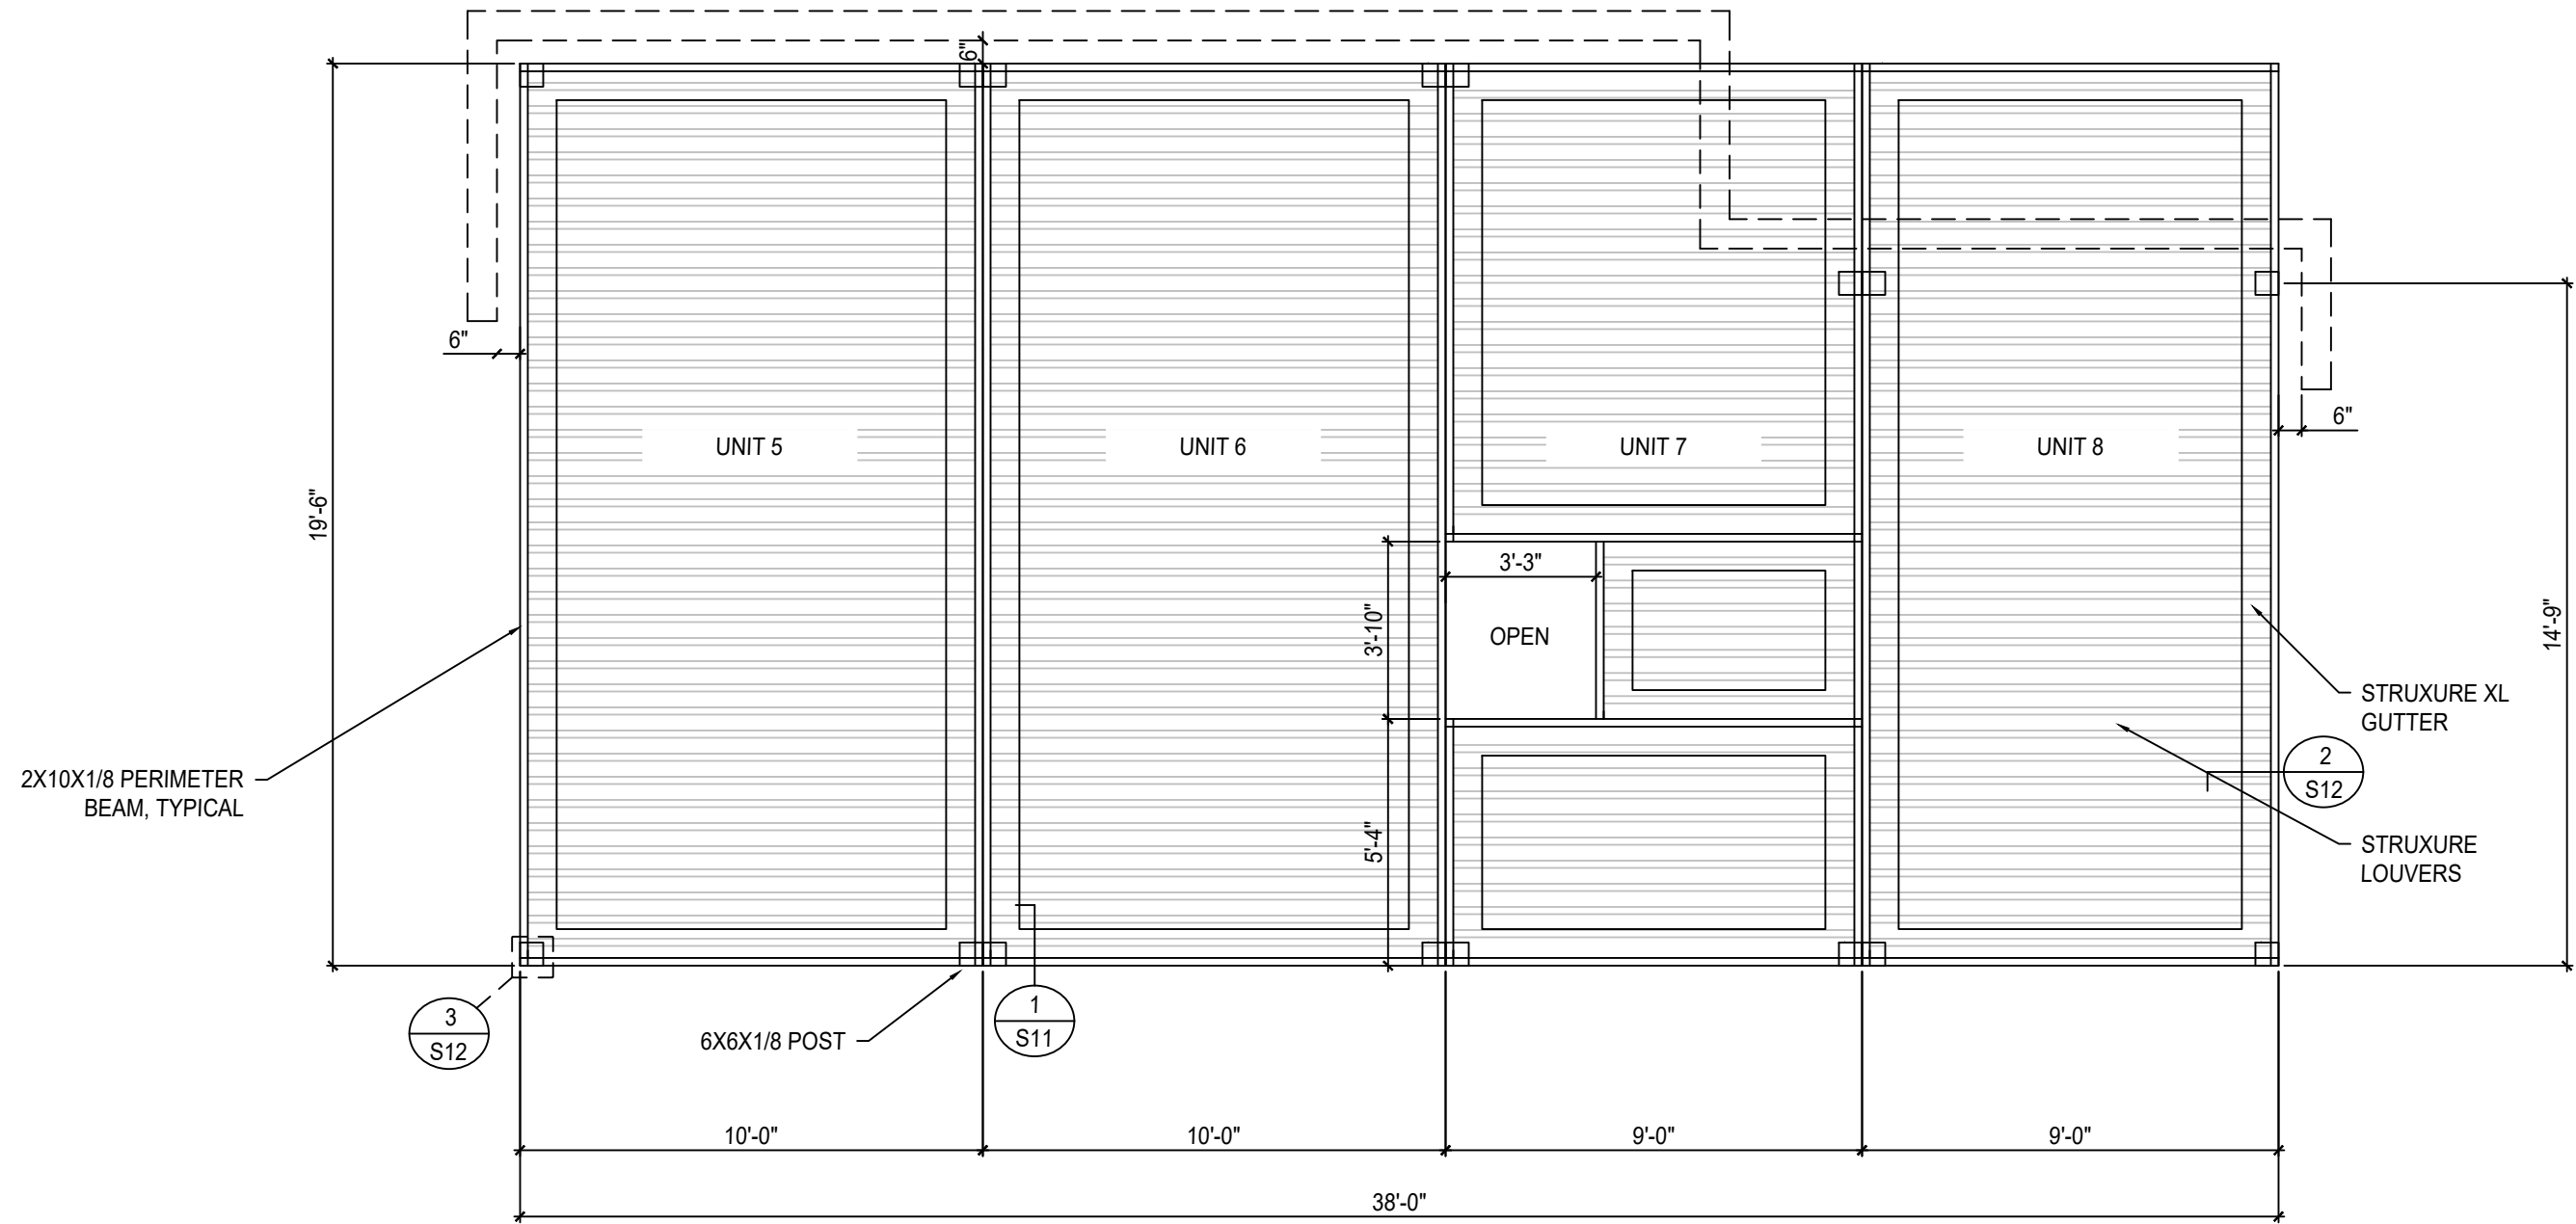 6"
6"
6"
UNIT 5
UNIT 6
UNIT 7
UNIT 8
19'-6"
3'-3"
3'-10"
OPEN
14'-9"
STRUXURE XL
GUTTER
2
S12
2X10X1/8 PERIMETER
BEAM, TYPICAL
5'-4"
STRUXURE
LOUVERS
3
S12
6X6X1/8 POST
1
S11
10'-0"
10'-0"
9'-0"
9'-0"
38'-0"